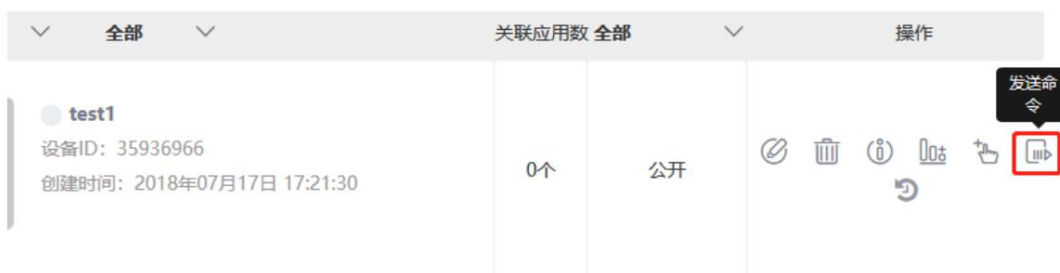 全部 关联应用数 全部 操作
发送命
令
test1
设备ID：35936966
创建时间：2018年07月17日 17:21:30
0个 公开